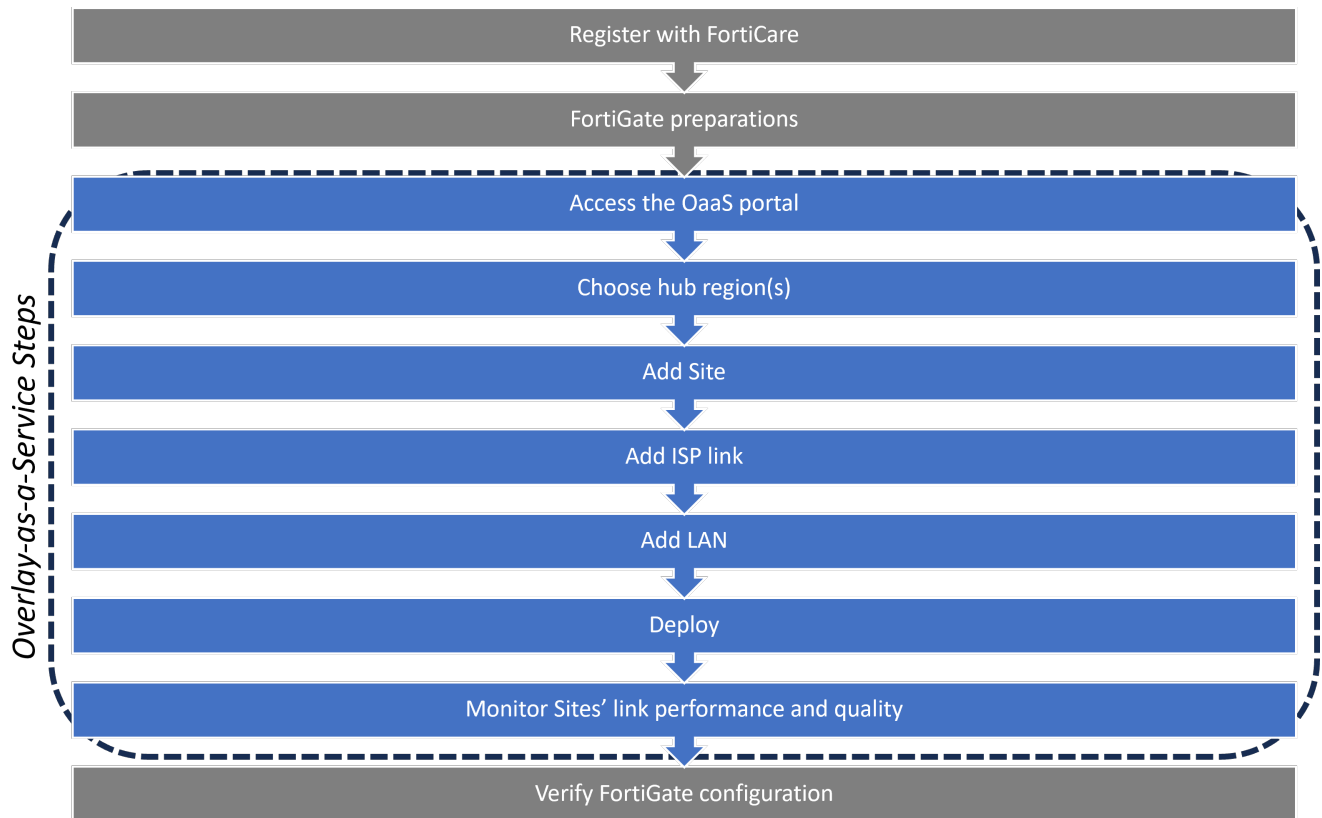 Register with FortiCare
FortiGate preparations
Overlay-as-a-Service Steps
Access the OaaS portal
Choose hub region(s)
Add Site
Add ISP link
Add LAN
Deploy
Monitor Sites’ link performance and quality
Verify FortiGate configuration